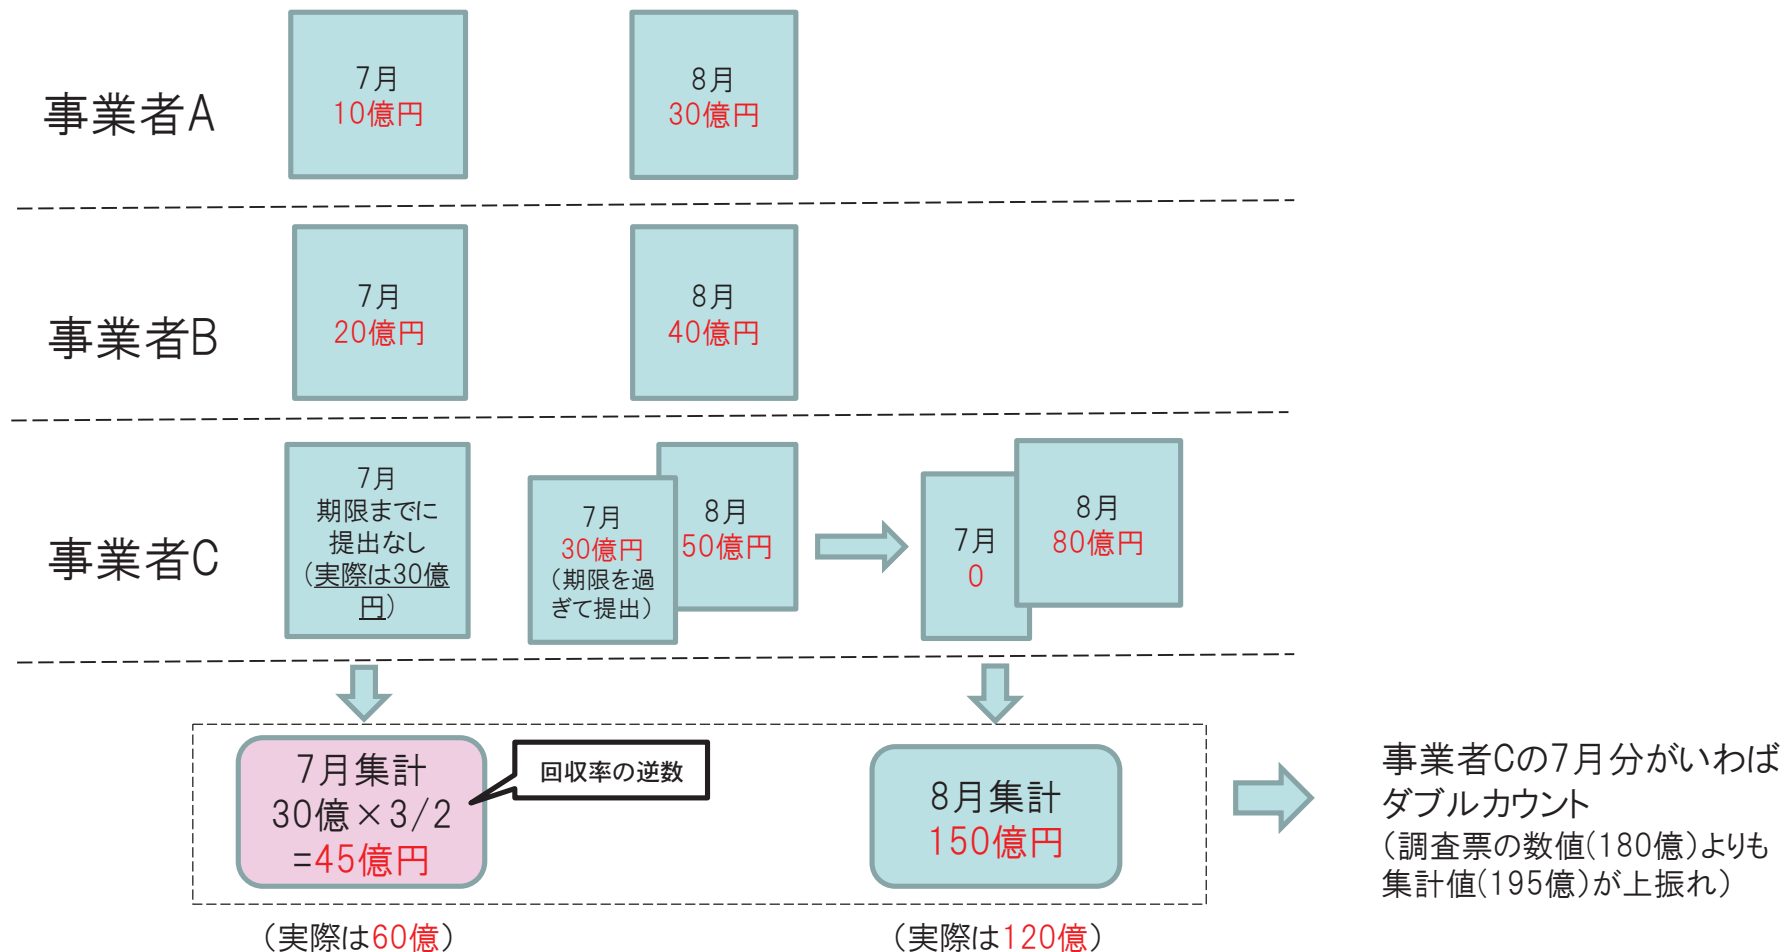 事業者A
7月
10億円
8月
30億円
事業者B
7月
20億円
8月
40億円
事業者C
7月
期限までに
提出なし
（実際は30億
円）
7月
30億円
（期限を過
ぎて提出）
8月
50億円
7月
0
8月
80億円
7月集計
30億×3/2
=45億円
回収率の逆数
8月集計
150億円
（実際は60億）
（実際は120億）
事業者Cの7月分がいわば
ダブルカウント
（調査票の数値(180億)よりも
集計値(195億)が上振れ）